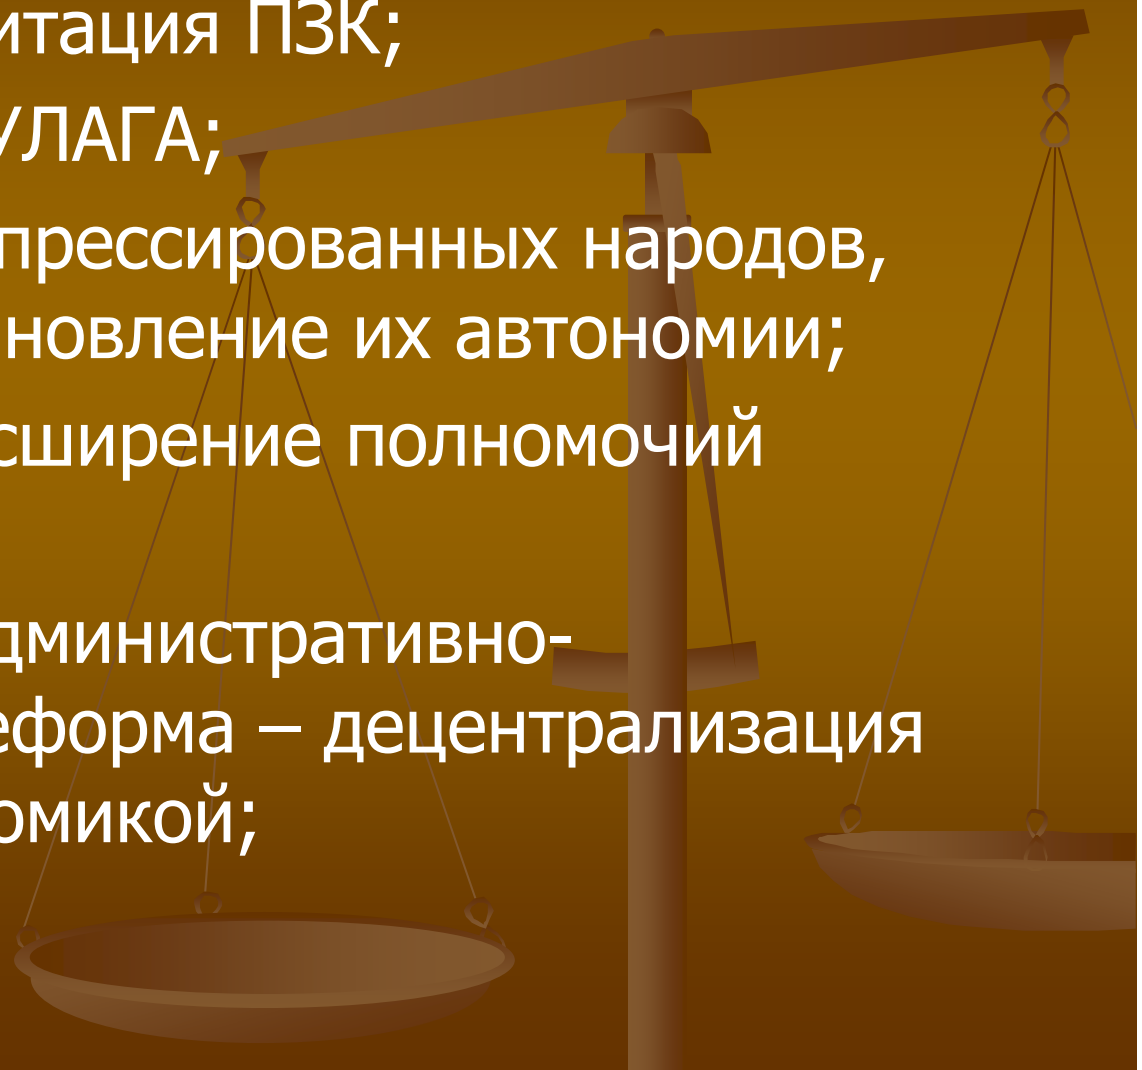 итация ПЗК;
УЛАГА;
прессированных народов,
новление их автономии;
сширение полномочий
дминистративно-
еформа – децентрализация
омикой;